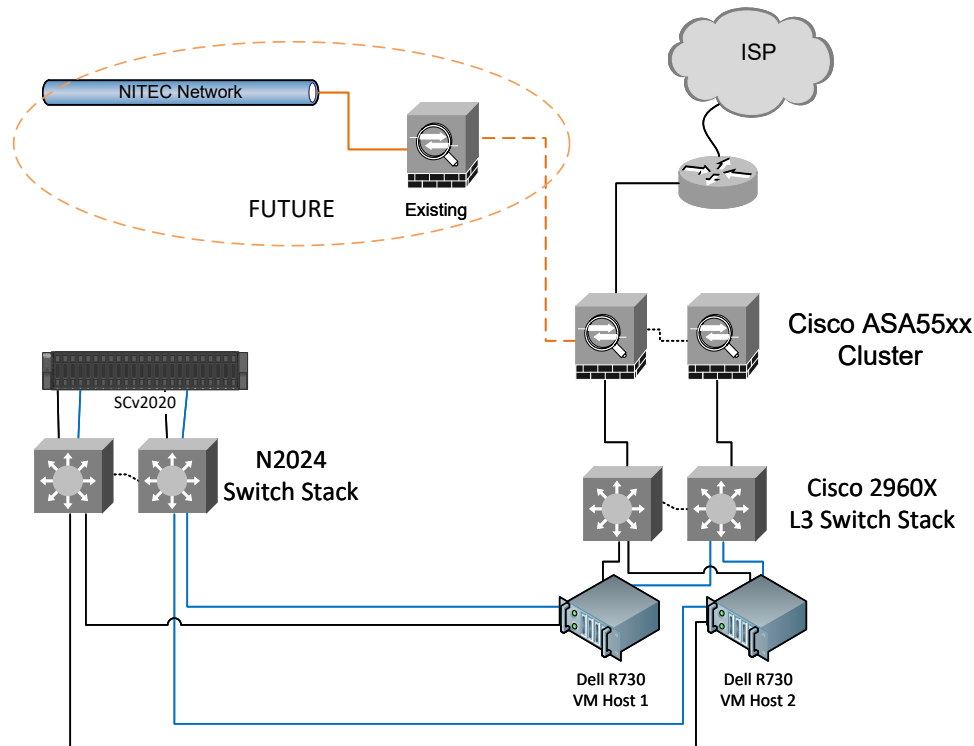 ISP
NITEC Network
FUTURE
Existing
Cisco ASA55xx
Cluster
SCv2020
N2024
Switch Stack
Cisco 2960X
L3 Switch Stack
Dell R730
VM Host 1
Dell R730
VM Host 2